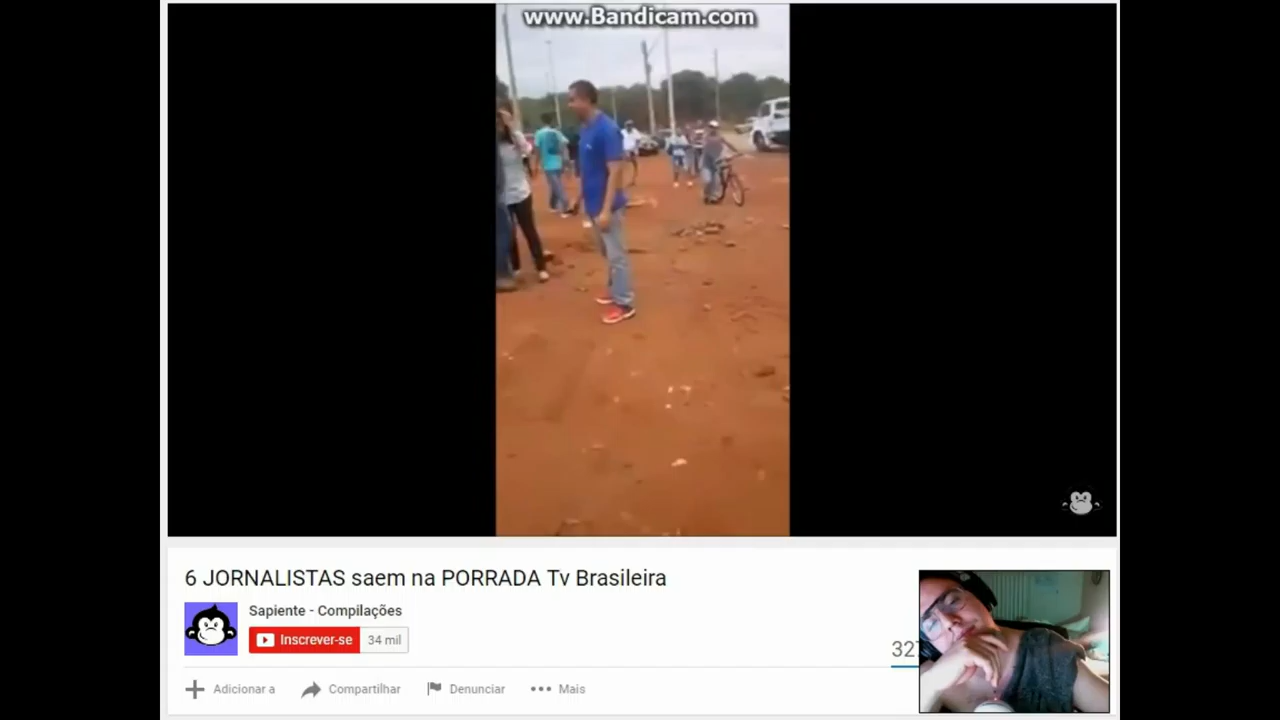 www.Bandicam.com
6 JORNALISTAS saem na PORRADA Tv Brasileira
Sapiente - Compilações
Inscrever-se 34 mil
32
Adicionar a Compartilhar Denunciar Mais